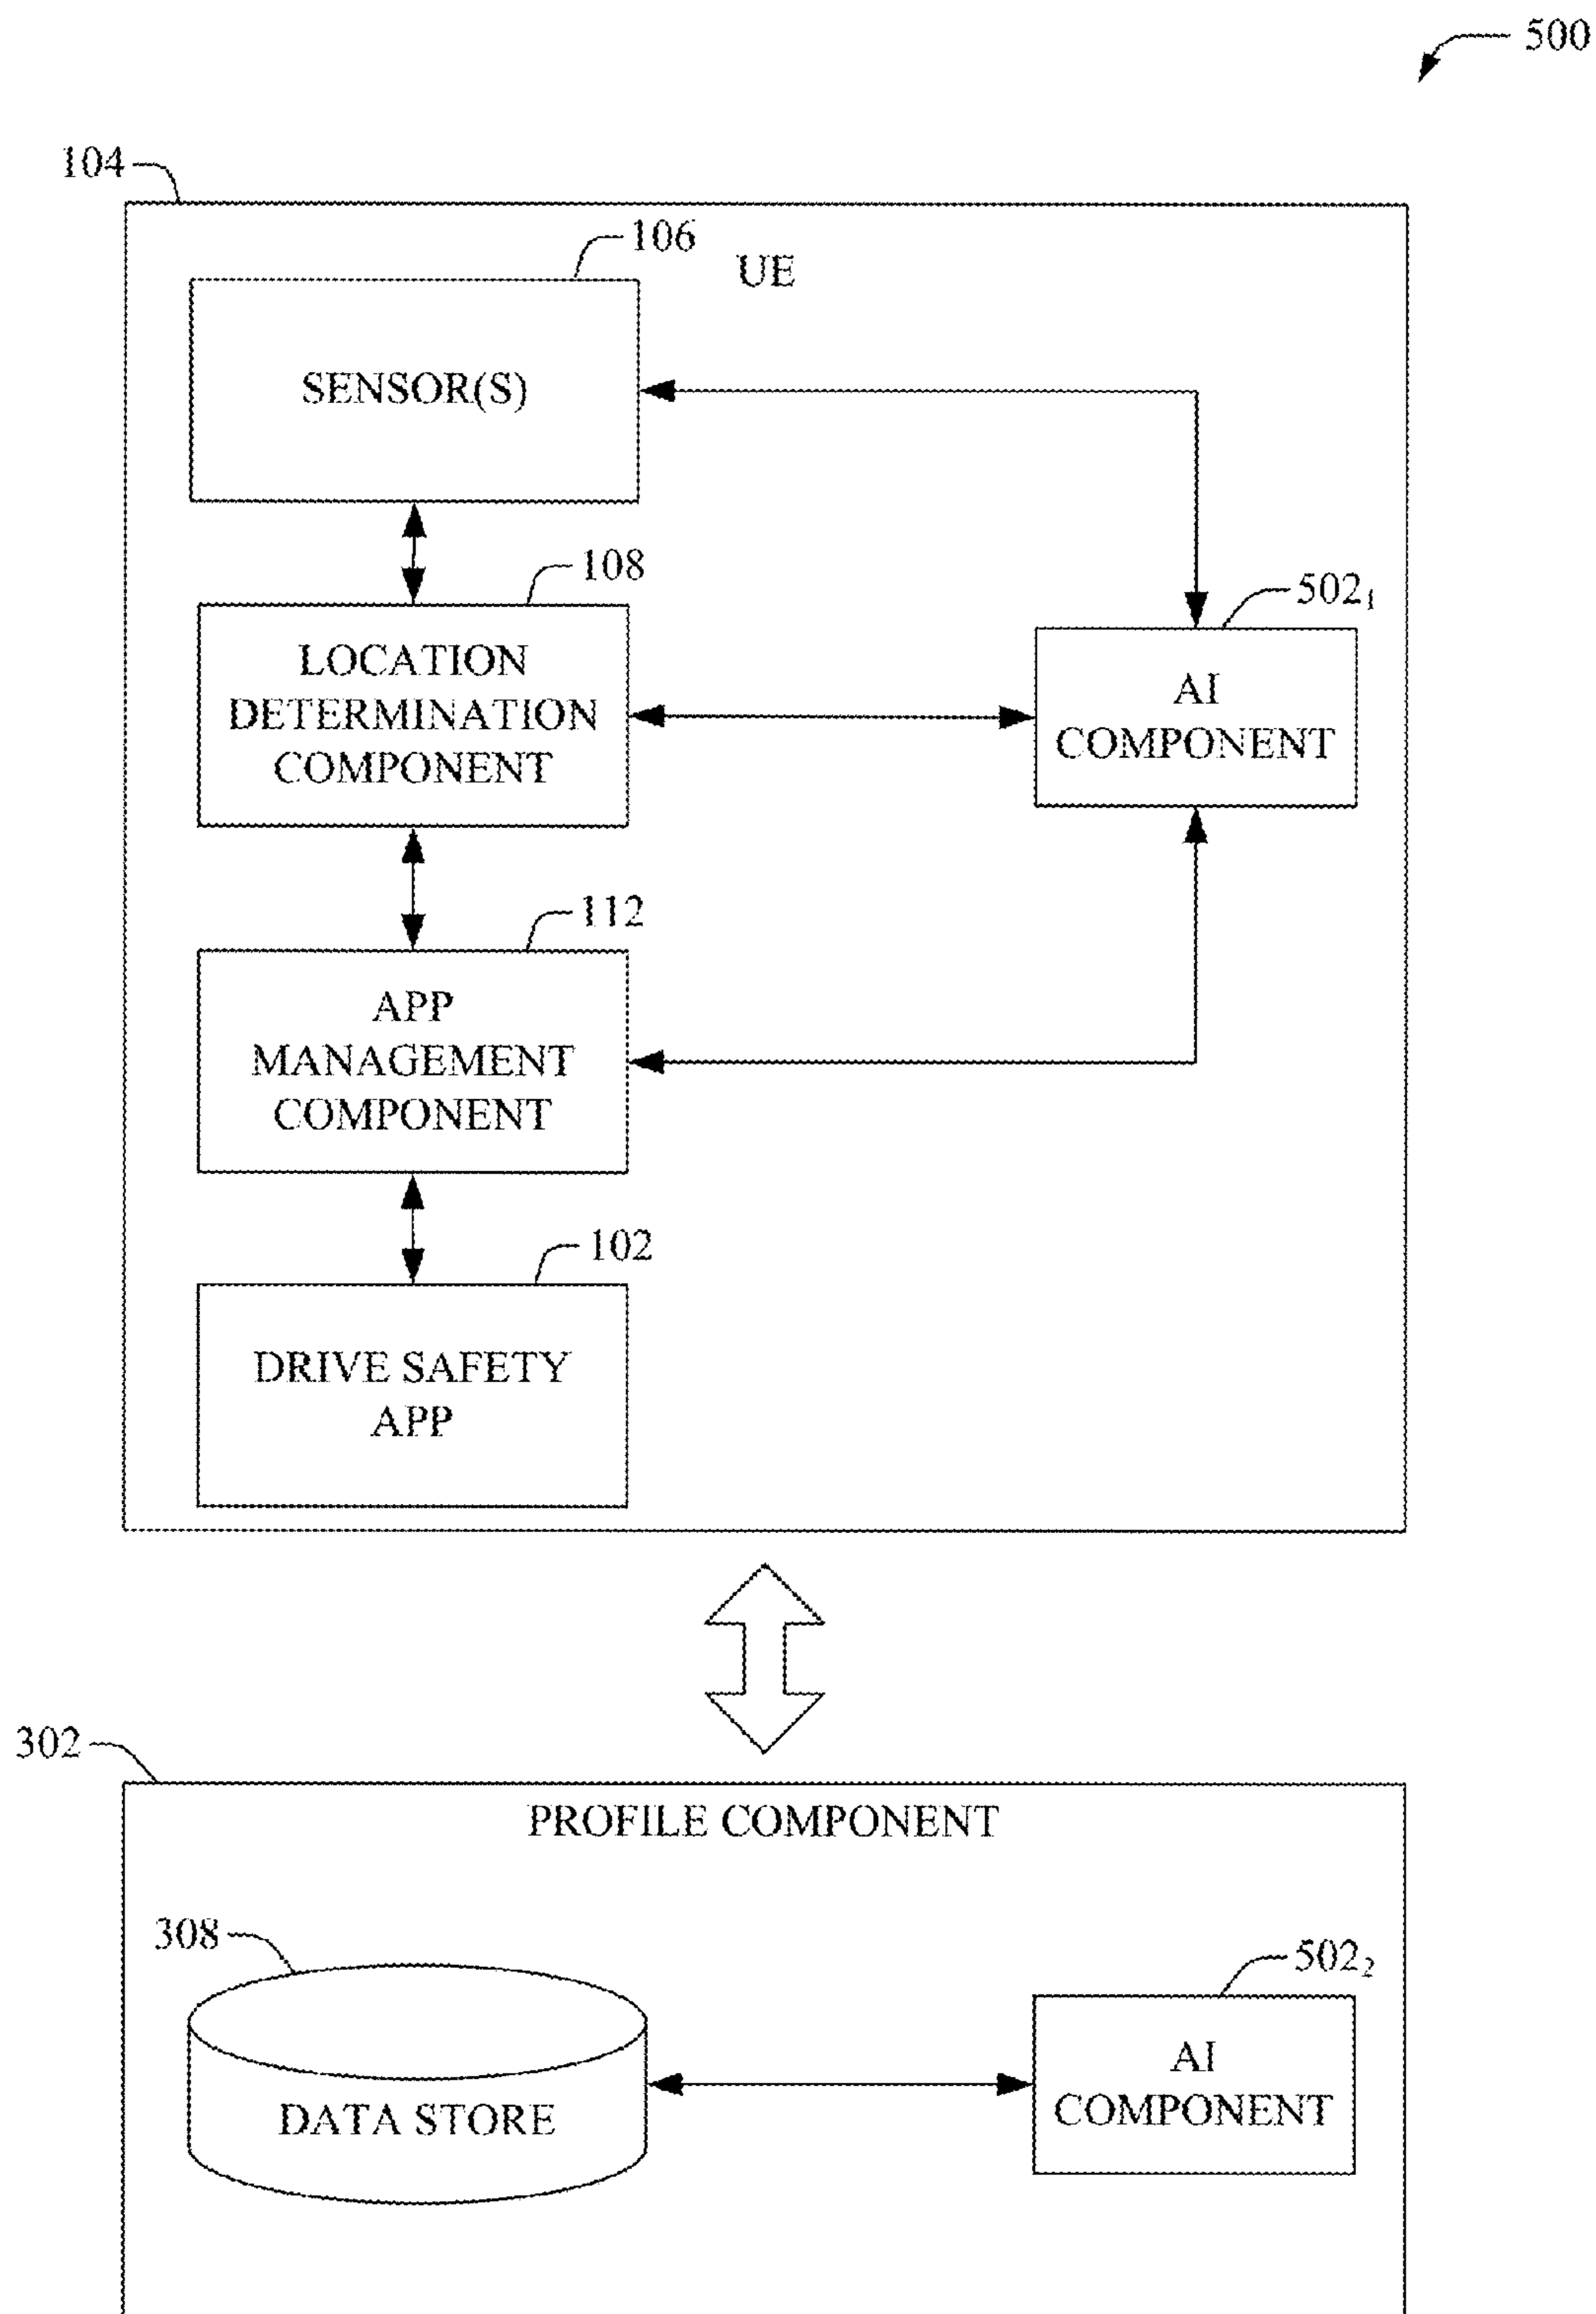 500
104
106
UE
SENSOR(S)
108
LOCATION
DETERMINATION
COMPONENT
502₁
AI
COMPONENT
112
APP
MANAGEMENT
COMPONENT
102
DRIVE SAFETY
APP
302
PROFILE COMPONENT
308
DATA STORE
502₂
AI
COMPONENT